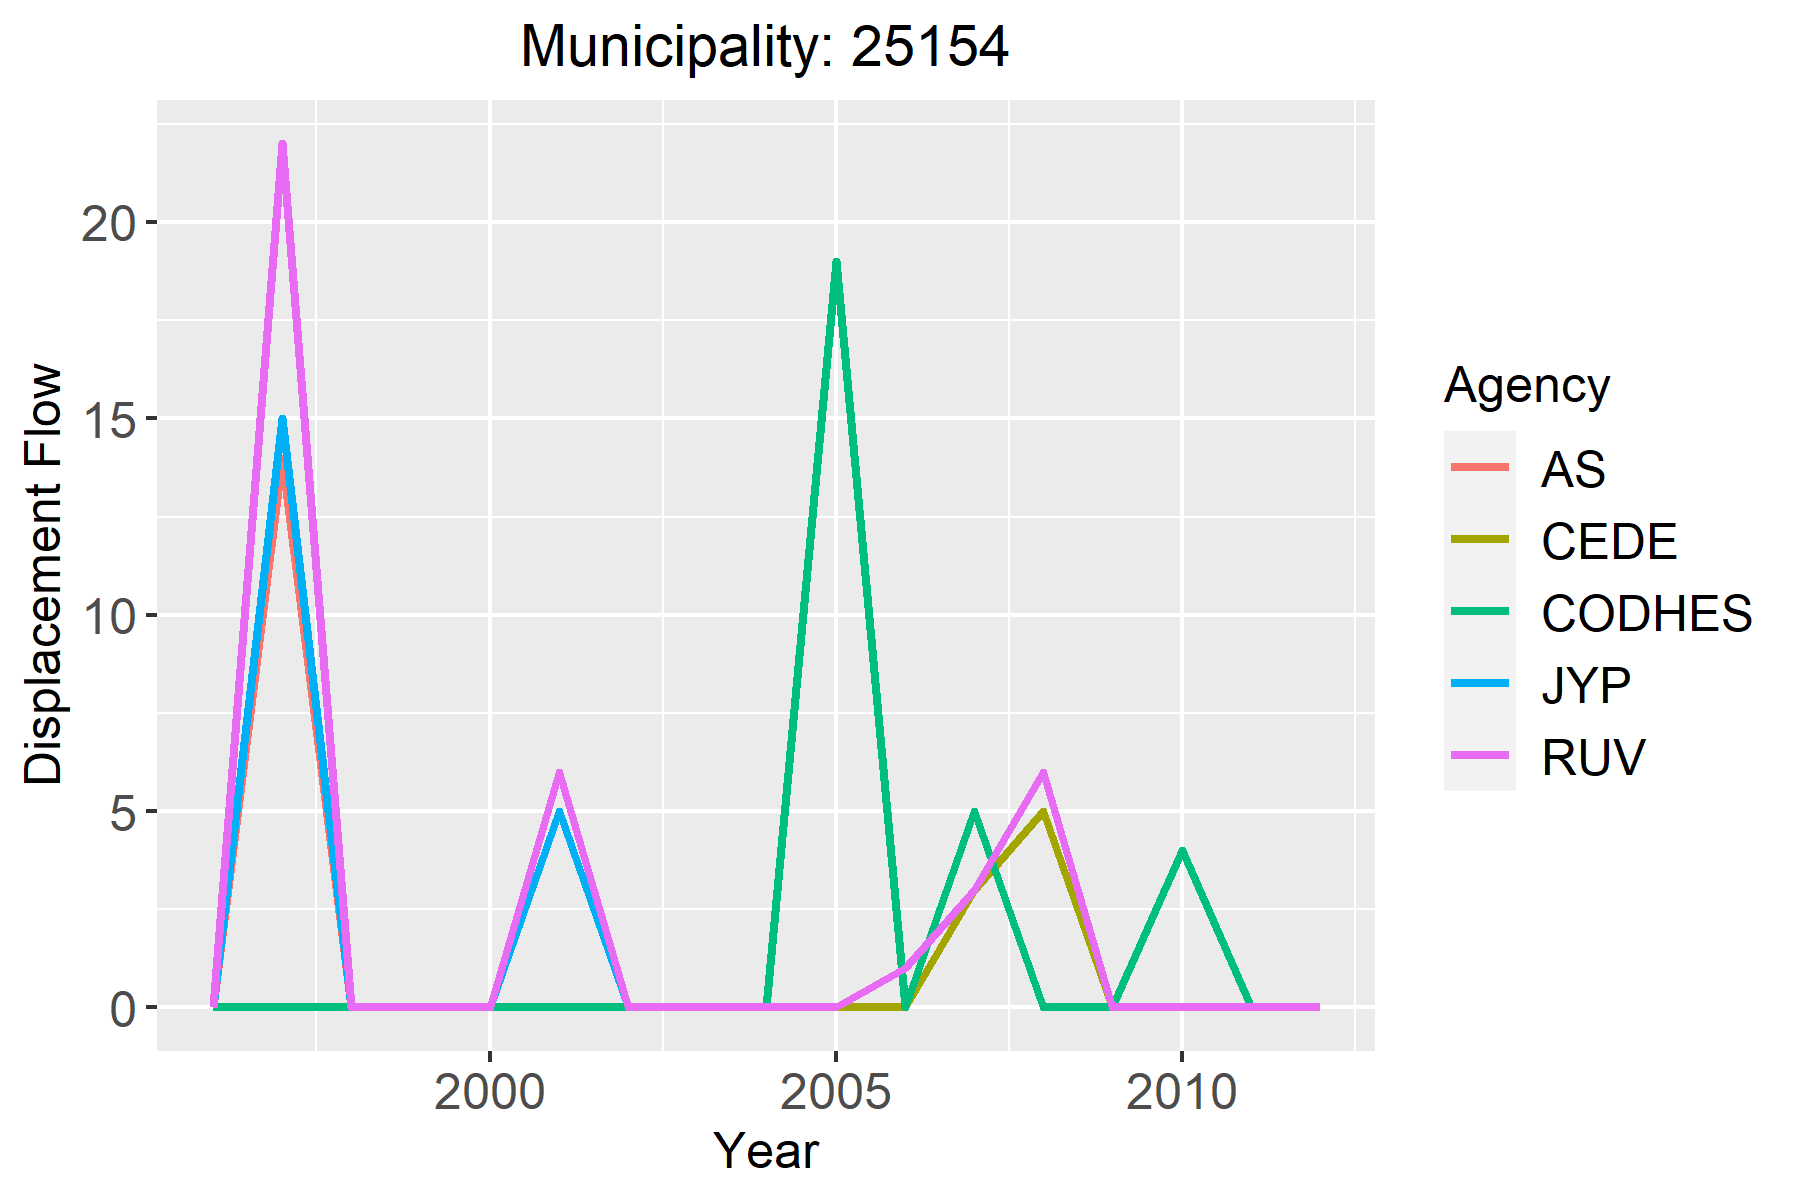 Municipality: 25154
Displacement Flow
20
15
10
5
0
2000 2005 2010
Year
Agency
AS
CEDE
CODHES
JYP
RUV